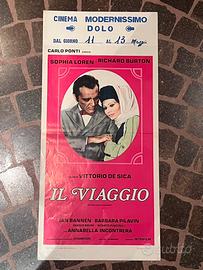 CINEMA MODERNISSIMO
DOLO
DAL GIORNO 11 al 13 Maggio
CARLO PONTI
SOPHIA LOREN RICHARD BURTON
VITTORIO DE SICA
IL VIAGGIO
IAN BANNEN BARBARA PILAVIN
ANNABELLA INCONTRERA
Subito